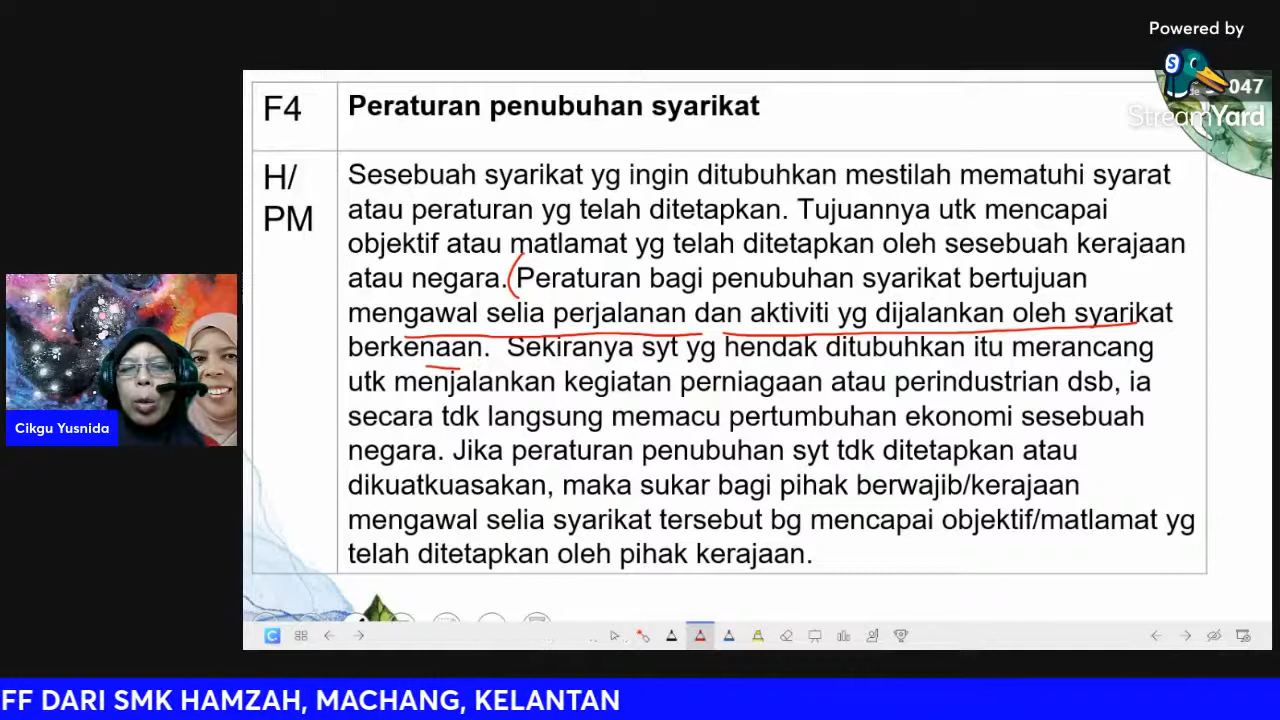 Powered by
StreamYard
047
F4
Peraturan penubuhan syarikat
H/
PM
Sesebuah syarikat yg ingin ditubuhkan mestilah mematuhi syarat
atau peraturan yg telah ditetapkan. Tujuannya utk mencapai
objektif atau matlamat yg telah ditetapkan oleh sesebuah kerajaan
atau negara. Peraturan bagi penubuhan syarikat bertujuan
mengawal selia perjalanan dan aktiviti yg dijalankan oleh syarikat
berkenaan. Sekiranya syt yg hendak ditubuhkan itu merancang
utk menjalankan kegiatan perniagaan atau perindustrian dsb, ia
secara tdk langsung memacu pertumbuhan ekonomi sesebuah
negara. Jika peraturan penubuhan syt tdk ditetapkan atau
dikuatkuasakan, maka sukar bagi pihak berwajib/kerajaan
mengawal selia syarikat tersebut bg mencapai objektif/matlamat yg
telah ditetapkan oleh pihak kerajaan.
Cikgu Yusnida
FF DARI SMK HAMZAH, MACHANG, KELANTAN